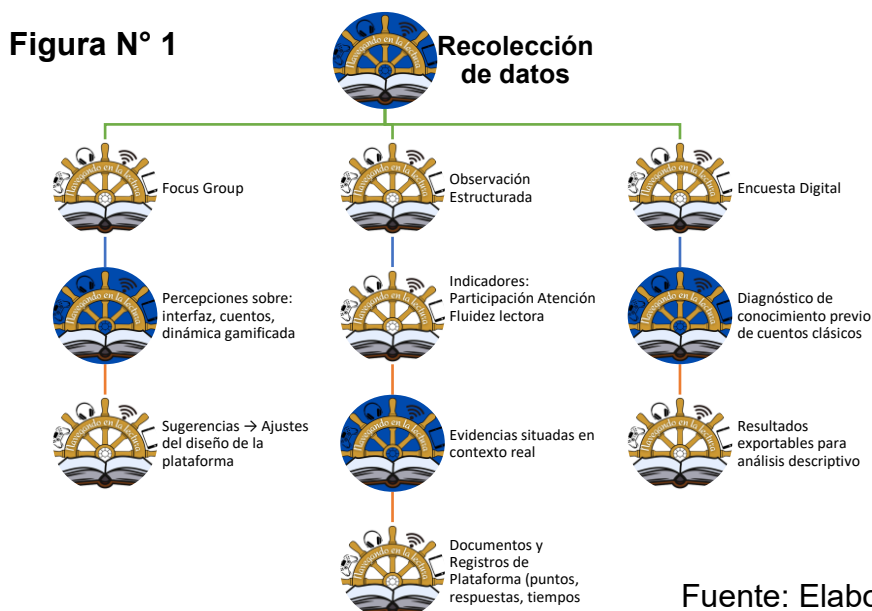 Figura N° 1
Recolección
de datos
Focus Group
Percepciones sobre:
interfaz, cuentos,
dinámica gamificada
Sugerencias → Ajustes
del diseño de la
plataforma
Observación
Estructurada
Indicadores:
Participación Atención
Fluidez lectora
Evidencias situadas en
contexto real
Documentos y
Registros de
Plataforma (puntos,
respuestas, tiempos
Encuesta Digital
Diagnóstico de
conocimiento previo
de cuentos clásicos
Resultados
exportables para
análisis descriptivo
Fuente: Elabo